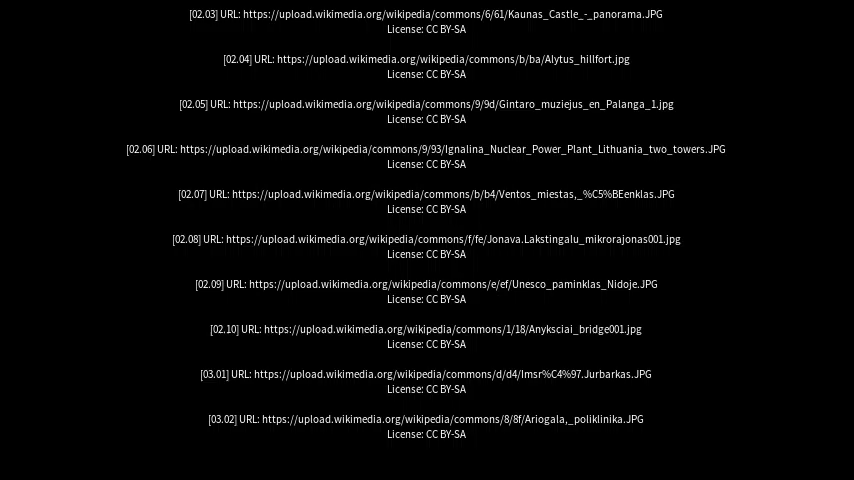 [02.03] URL: https://upload.wikimedia.org/wikipedia/commons/6/61/Kaunas_Castle_-_panorama.JPG
License: CC BY-SA
[02.04] URL: https://upload.wikimedia.org/wikipedia/commons/b/ba/Alytus_hillfort.jpg
License: CC BY-SA
[02.05] URL: https://upload.wikimedia.org/wikipedia/commons/9/9d/Gintaro_muziejus_en_Palanga_1.jpg
License: CC BY-SA
[02.06] URL: https://upload.wikimedia.org/wikipedia/commons/9/93/Ignalina_Nuclear_Power_Plant_Lithuania_two_towers.JPG
License: CC BY-SA
[02.07] URL: https://upload.wikimedia.org/wikipedia/commons/b/b4/Ventos_miestas,_%C5%BEenklas.JPG
License: CC BY-SA
[02.08] URL: https://upload.wikimedia.org/wikipedia/commons/f/fe/Jonava.Lakstingalu_mikrorajonas001.jpg
License: CC BY-SA
[02.09] URL: https://upload.wikimedia.org/wikipedia/commons/e/ef/Unesco_paminklas_Nidoje.JPG
License: CC BY-SA
[02.10] URL: https://upload.wikimedia.org/wikipedia/commons/1/18/Anyksciai_bridge001.jpg
License: CC BY-SA
[03.01] URL: https://upload.wikimedia.org/wikipedia/commons/d/d4/Imsr%C4%97.Jurbarkas.JPG
License: CC BY-SA
[03.02] URL: https://upload.wikimedia.org/wikipedia/commons/8/8f/Ariogala,_poliklinika.JPG
License: CC BY-SA